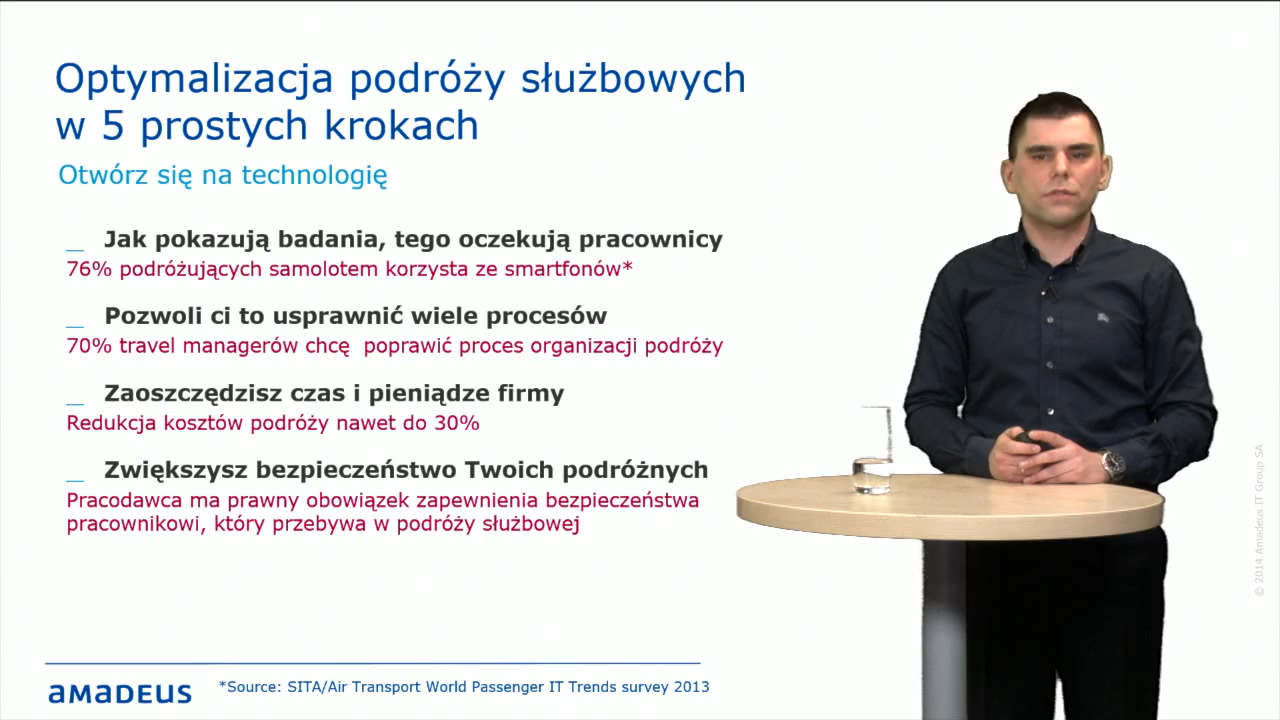 Optymalizacja podróży służbowych
w 5 prostych krokach
Otwórz się na technologię
_ Jak pokazują badania, tego oczekują pracownicy
76% podróżujących samolotem korzysta ze smartfonów*
_ Pozwoli ci to usprawnić wiele procesów
70% travel managerów chcę  poprawić proces organizacji podróży
_ Zaoszczędzisz czas i pieniądze firmy
Redukcja kosztów podróży nawet do 30%
_ Zwiększysz bezpieczeństwo Twoich podróżnych
Pracodawca ma prawny obowiązek zapewnienia bezpieczeństwa
pracownikowi, który przebywa w podróży służbowej
amadeus
*Source: SITA/Air Transport World Passenger IT Trends survey 2013
© 2014 Amadeus IT Group SA